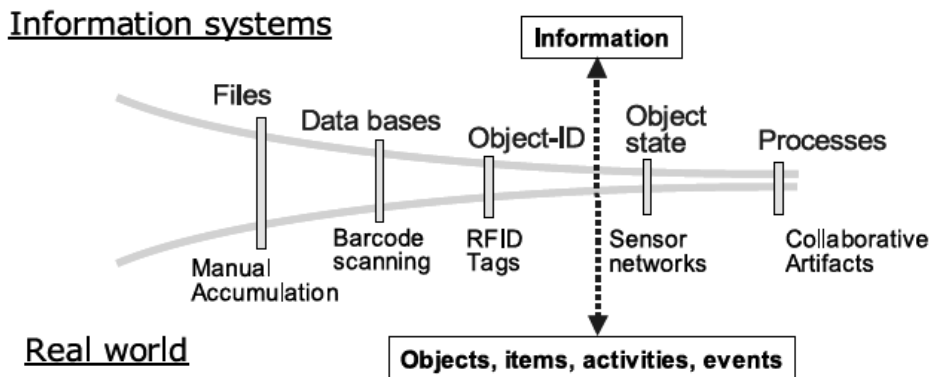 Information systems
Information
Files
Data bases
Object-ID
Object
state
Processes
Manual
Accumulation
Barcode
scanning
RFID
Tags
Sensor
networks
Collaborative
Artifacts
Real world
Objects, items, activities, events